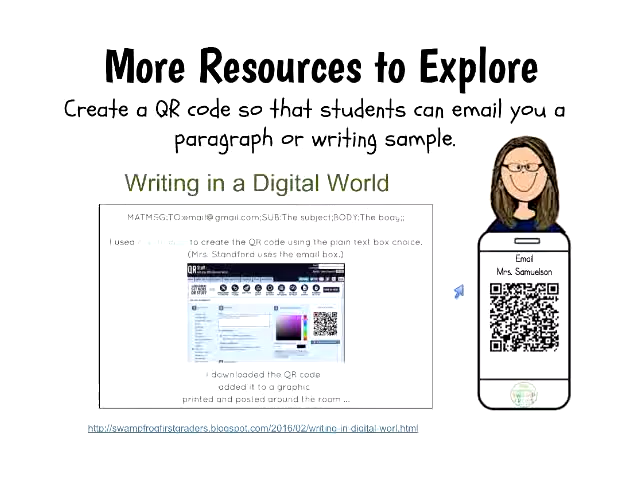 More Resources to Explore
Create a QR code so that students can email you a
paragraph or writing sample.
Writing in a Digital World
MATMSG:TO:email@gmail.com;SUB:The subject;BODY:The body;;
I used to create the QR code using the plain text box choice.
(Mrs. Standford uses the email box.)
QR Stuff
I downloaded the QR code
added it to a graphic
printed and posted around the room ...
Email
Mrs. Samuelson
http://swampfrogfirstgraders.blogspot.com/2016/02/writing-in-digital-worl.html